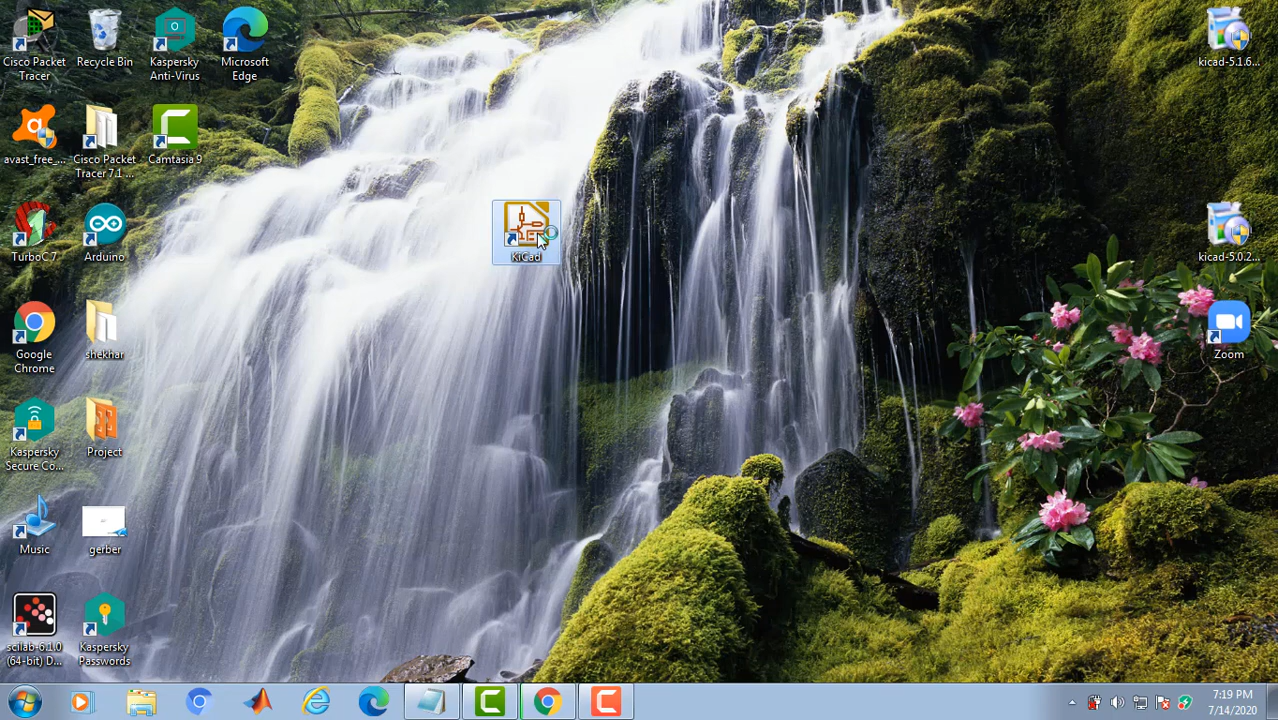 Cisco Packet
Tracer
Recycle Bin
Kaspersky
Anti-Virus
Microsoft
Edge
kicad-5.1.6...
avast_free_...
Cisco Packet
Tracer 7.1 ...
Camtasia 9
TurboC 7
Arduino
KiCad
kicad-5.0.2...
Google
Chrome
shekhar
Zoom
Kaspersky
Secure Co...
Project
Music
gerber
scilab-6.1.0
(64-bit) D...
Kaspersky
Passwords
7:19 PM
7/14/2020